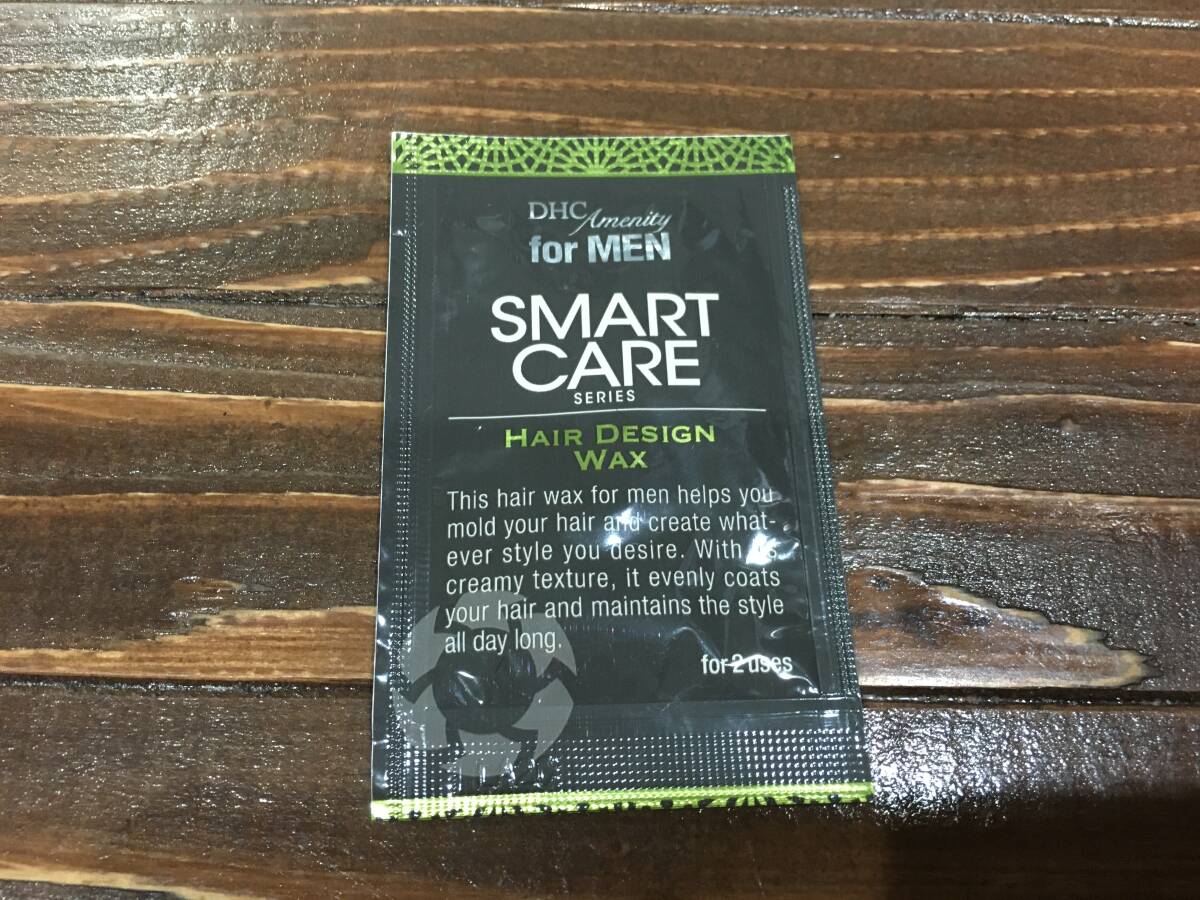 DHC Amenity
for MEN
SMART
CARE
SERIES
HAIR DESIGN
WAX
This hair wax for men helps you
mold your hair and create what-
ever style you desire. With its
creamy texture, it evenly coats
your hair and maintains the style
all day long.
for 2 uses